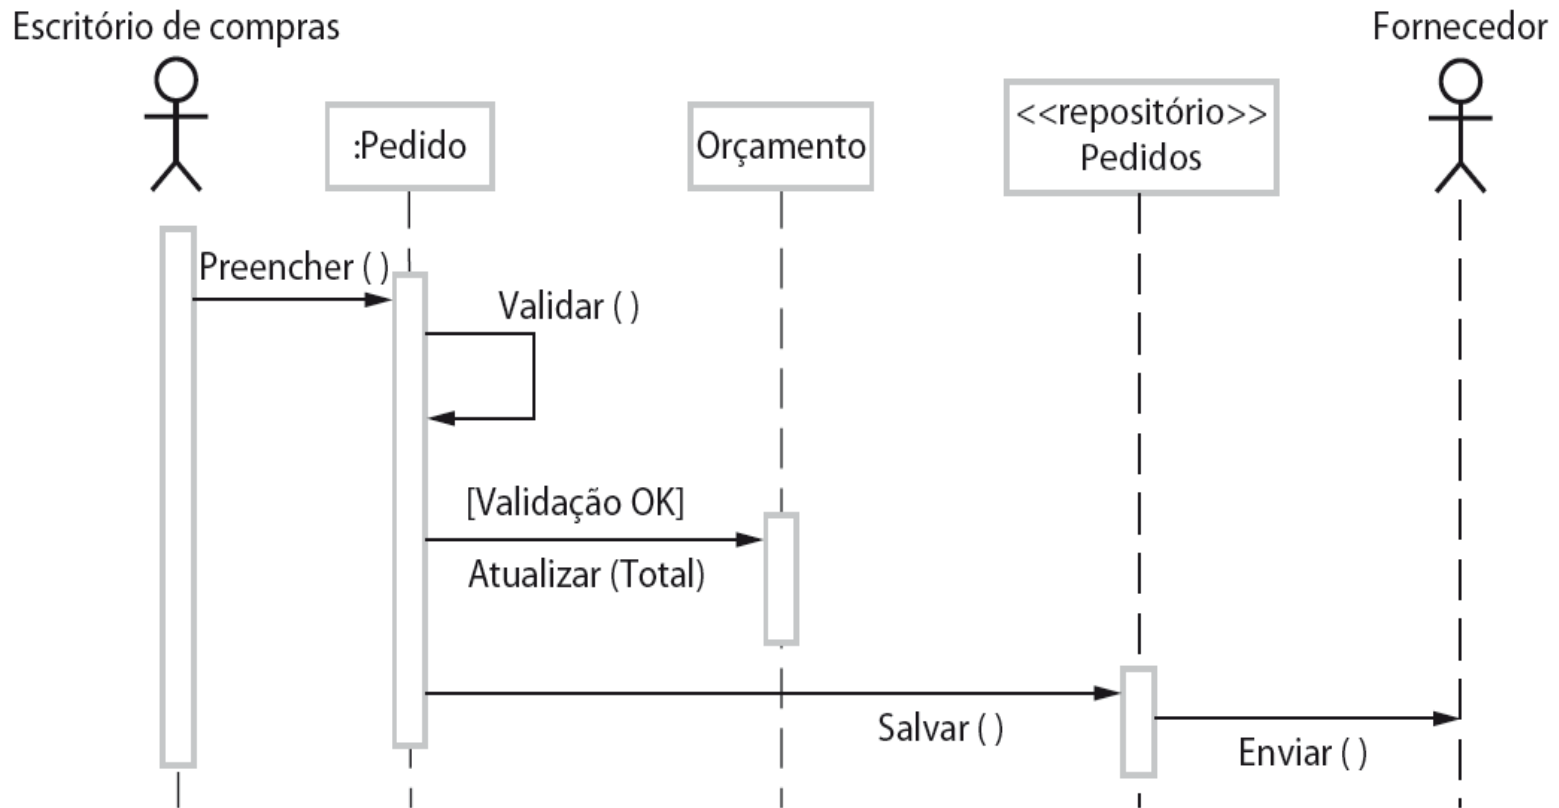 Escritório de compras
Fornecedor
:Pedido
Orçamento
<<repositório>>
Pedidos
Preencher ( )
Validar ( )
[Validação OK]
Atualizar (Total)
Salvar ( )
Enviar ( )